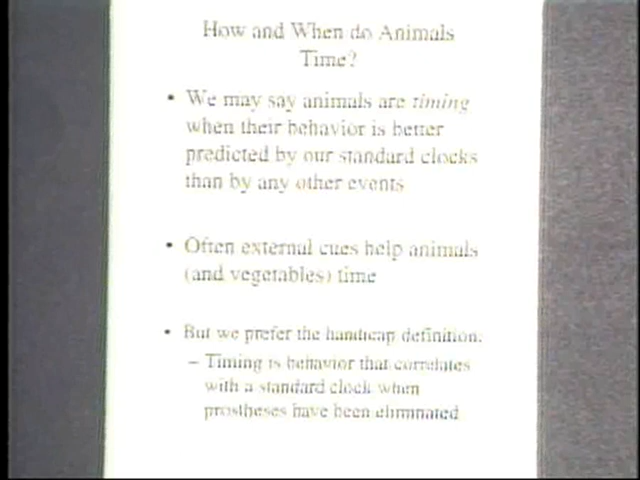 How and When do Animals
Time?
• We may say animals are timing
when their behavior is better
predicted by our standard clocks
than by any other events
• Often external cues help animals
(and vegetables) time
• But we prefer the handicap definition:
– Timing is behavior that correlates
with a standard clock when
prostheses have been eliminated